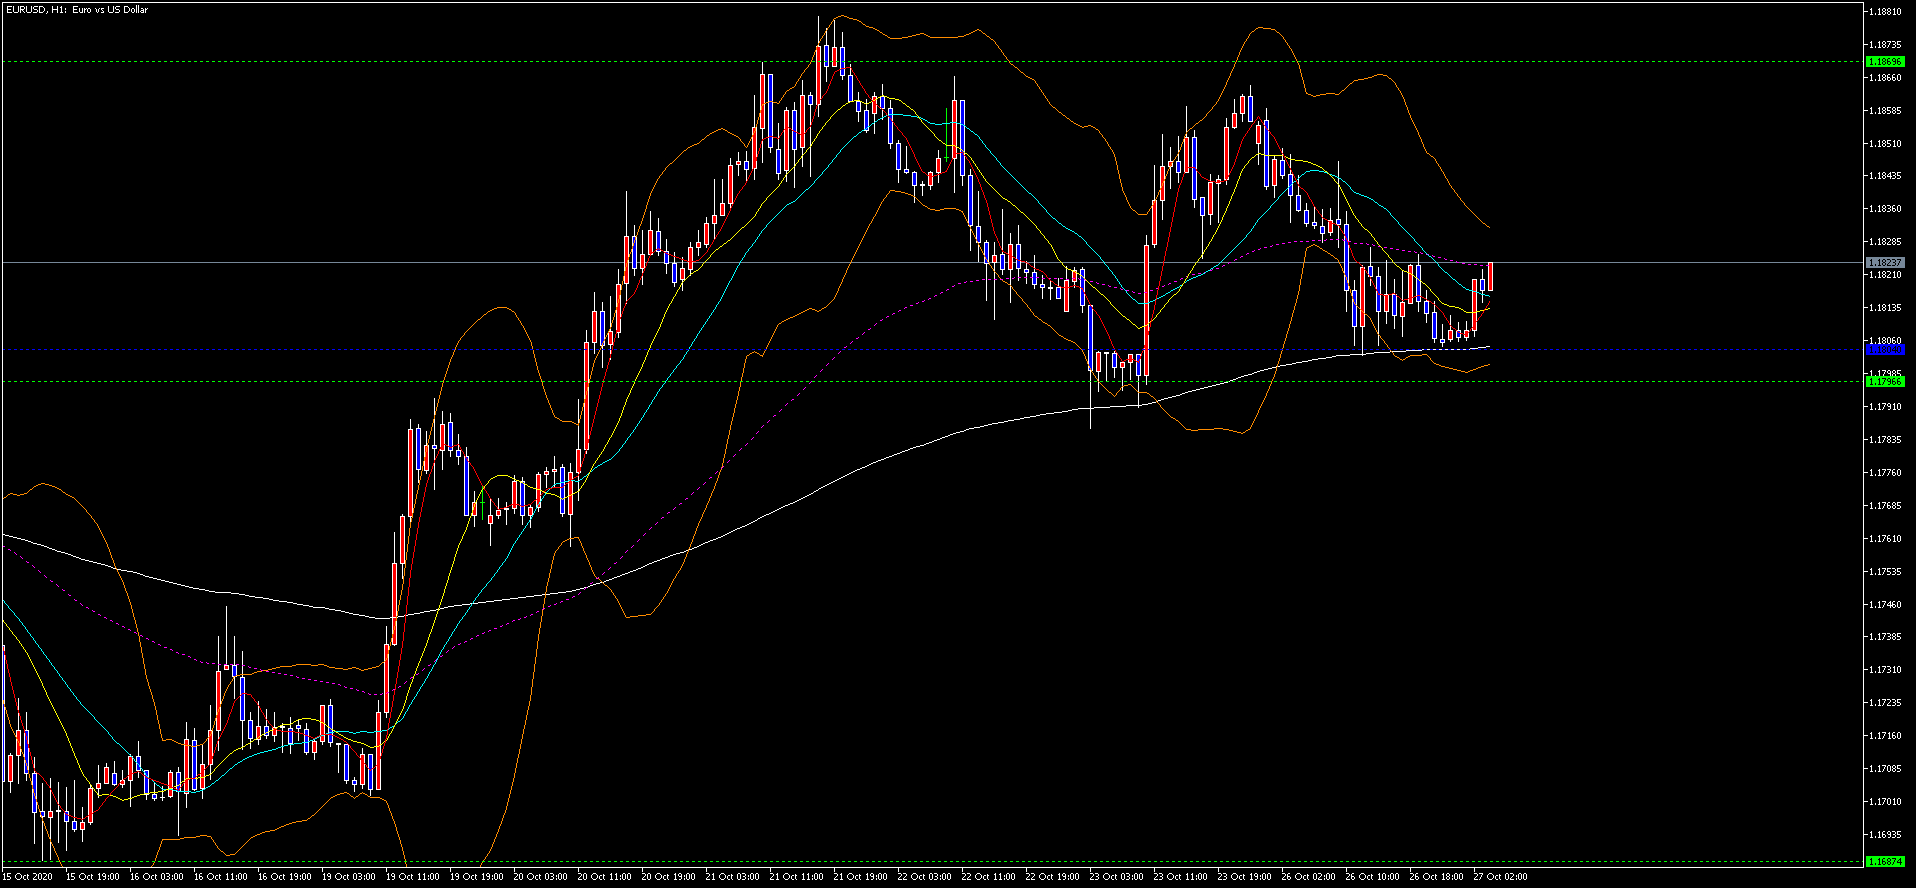 EURUSD, H1: Euro vs US Dollar
1.18810
1.18735
1.18696
1.18660
1.18585
1.18510
1.18435
1.18360
1.18285
1.18237
1.18210
1.18135
1.18060
1.17985
1.17966
1.17910
1.17835
1.17760
1.17685
1.17610
1.17535
1.17460
1.17385
1.17310
1.17235
1.17160
1.17085
1.17010
1.16935
1.16874
15 Oct 2020
15 Oct 19:00
16 Oct 03:00
16 Oct 11:00
16 Oct 19:00
19 Oct 03:00
19 Oct 11:00
19 Oct 19:00
20 Oct 03:00
20 Oct 11:00
20 Oct 19:00
21 Oct 03:00
21 Oct 11:00
21 Oct 19:00
22 Oct 03:00
22 Oct 11:00
22 Oct 19:00
23 Oct 03:00
23 Oct 11:00
23 Oct 19:00
26 Oct 02:00
26 Oct 10:00
26 Oct 18:00
27 Oct 02:00